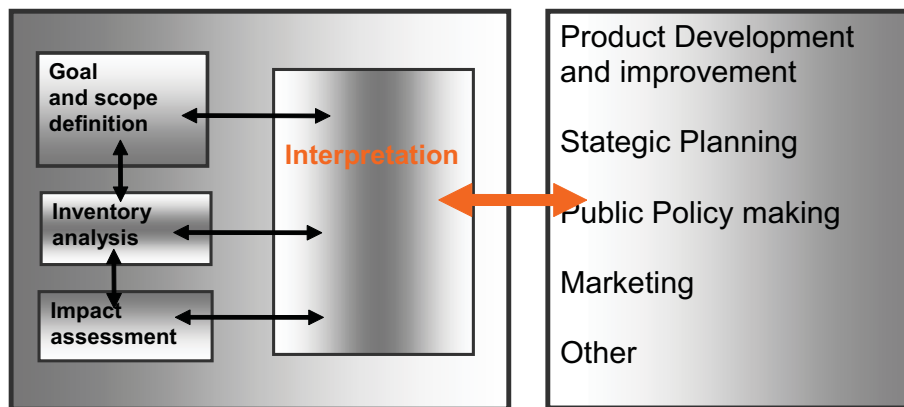 Goal
and scope
definition
Interpretation
Inventory
analysis
Impact
assessment
Product Development
and improvement
Stategic Planning
Public Policy making
Marketing
Other